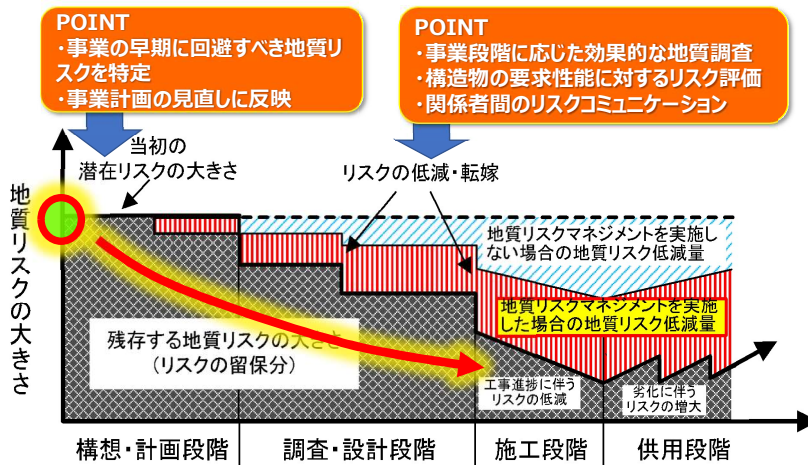 POINT
・事業の早期に回避すべき地質リ
スクを特定
・事業計画の見直しに反映
POINT
・事業段階に応じた効果的な地質調査
・構造物の要求性能に対するリスク評価
・関係者間のリスクコミュニケーション
当初の
潜在リスクの大きさ
リスクの低減・転嫁
地質リスクの大きさ
地質リスクマネジメントを実施し
ない場合の地質リスク低減量
地質リスクマネジメントを実施
した場合の地質リスク低減量
残存する地質リスクの大きさ
(リスクの留保分)
工事進捗に伴う
リスクの低減
劣化に伴う
リスクの増大
構想・計画段階
調査・設計段階
施工段階
供用段階